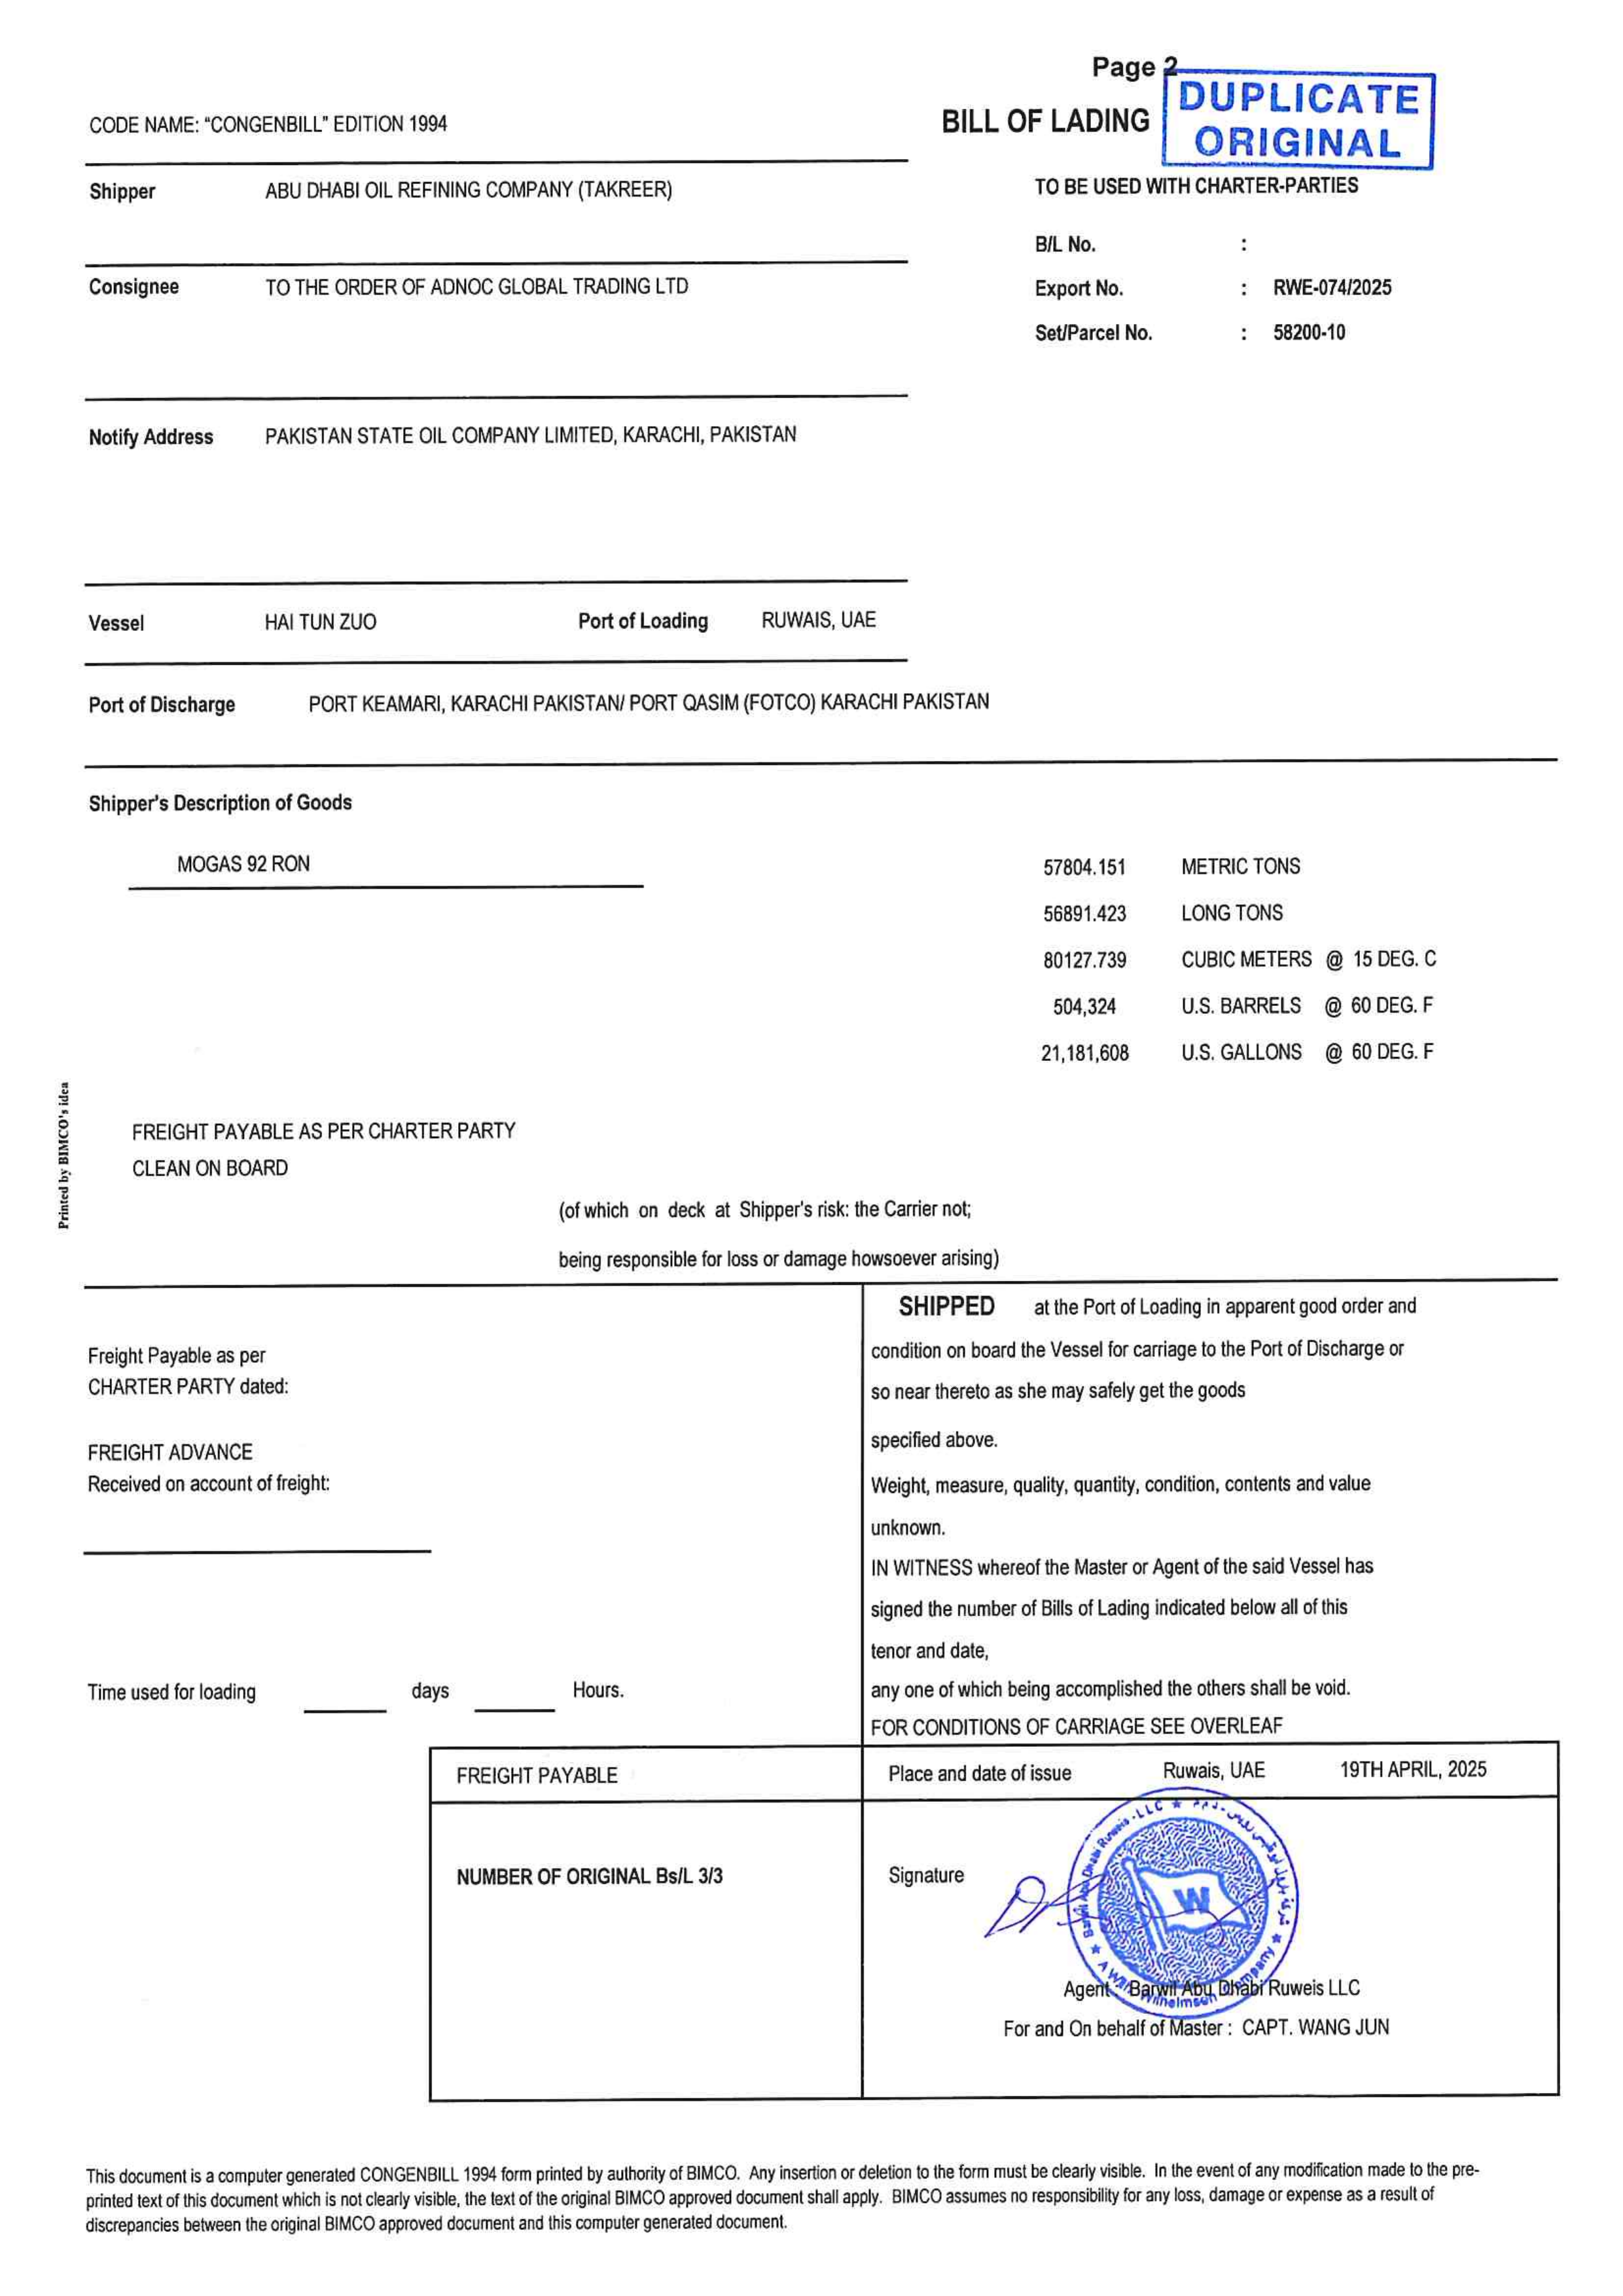 Page 2
DUPLICATE
ORIGINAL
CODE NAME: “CONGENBILL” EDITION 1994
BILL OF LADING
Shipper ABU DHABI OIL REFINING COMPANY (TAKREER)
TO BE USED WITH CHARTER-PARTIES
B/L No. :
Consignee TO THE ORDER OF ADNOC GLOBAL TRADING LTD
Export No. : RWE-074/2025
Set/Parcel No. : 58200-10
Notify Address PAKISTAN STATE OIL COMPANY LIMITED, KARACHI, PAKISTAN
Vessel HAI TUN ZUO Port of Loading RUWAIS, UAE
Port of Discharge PORT KEAMARI, KARACHI PAKISTAN/ PORT QASIM (FOTCO) KARACHI PAKISTAN
Shipper's Description of Goods
MOGAS 92 RON
57804.151 METRIC TONS
56891.423 LONG TONS
80127.739 CUBIC METERS @ 15 DEG. C
504,324 U.S. BARRELS @ 60 DEG. F
21,181,608 U.S. GALLONS @ 60 DEG. F
Printed by BIMCO's idea
FREIGHT PAYABLE AS PER CHARTER PARTY
CLEAN ON BOARD
(of which on deck at Shipper's risk: the Carrier not;
being responsible for loss or damage howsoever arising)
Freight Payable as per
CHARTER PARTY dated:
FREIGHT ADVANCE
Received on account of freight:
Time used for loading days Hours.
SHIPPED at the Port of Loading in apparent good order and
condition on board the Vessel for carriage to the Port of Discharge or
so near thereto as she may safely get the goods
specified above.
Weight, measure, quality, quantity, condition, contents and value
unknown.
IN WITNESS whereof the Master or Agent of the said Vessel has
signed the number of Bills of Lading indicated below all of this
tenor and date,
any one of which being accomplished the others shall be void.
FOR CONDITIONS OF CARRIAGE SEE OVERLEAF
FREIGHT PAYABLE
Place and date of issue Ruwais, UAE 19TH APRIL, 2025
NUMBER OF ORIGINAL Bs/L 3/3
Signature
Barwil Abu Dhabi Ruweis - LLC
W
Agent : Barwil Abu Dhabi Ruweis LLC
For and On behalf of Master : CAPT. WANG JUN
This document is a computer generated CONGENBILL 1994 form printed by authority of BIMCO. Any insertion or deletion to the form must be clearly visible. In the event of any modification made to the pre-
printed text of this document which is not clearly visible, the text of the original BIMCO approved document shall apply. BIMCO assumes no responsibility for any loss, damage or expense as a result of
discrepancies between the original BIMCO approved document and this computer generated document.